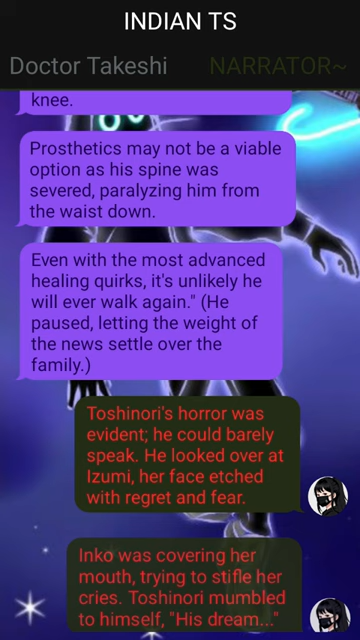 INDIAN TS
Doctor Takeshi NARRATOR~
knee.
Prosthetics may not be a viable
option as his spine was
severed, paralyzing him from
the waist down.
Even with the most advanced
healing quirks, it's unlikely he
will ever walk again." (He
paused, letting the weight of
the news settle over the
family.)
Toshinori's horror was
evident; he could barely
speak. He looked over at
Izumi, her face etched
with regret and fear.
Inko was covering her
mouth, trying to stifle her
cries. Toshinori mumbled
to himself, "His dream..."